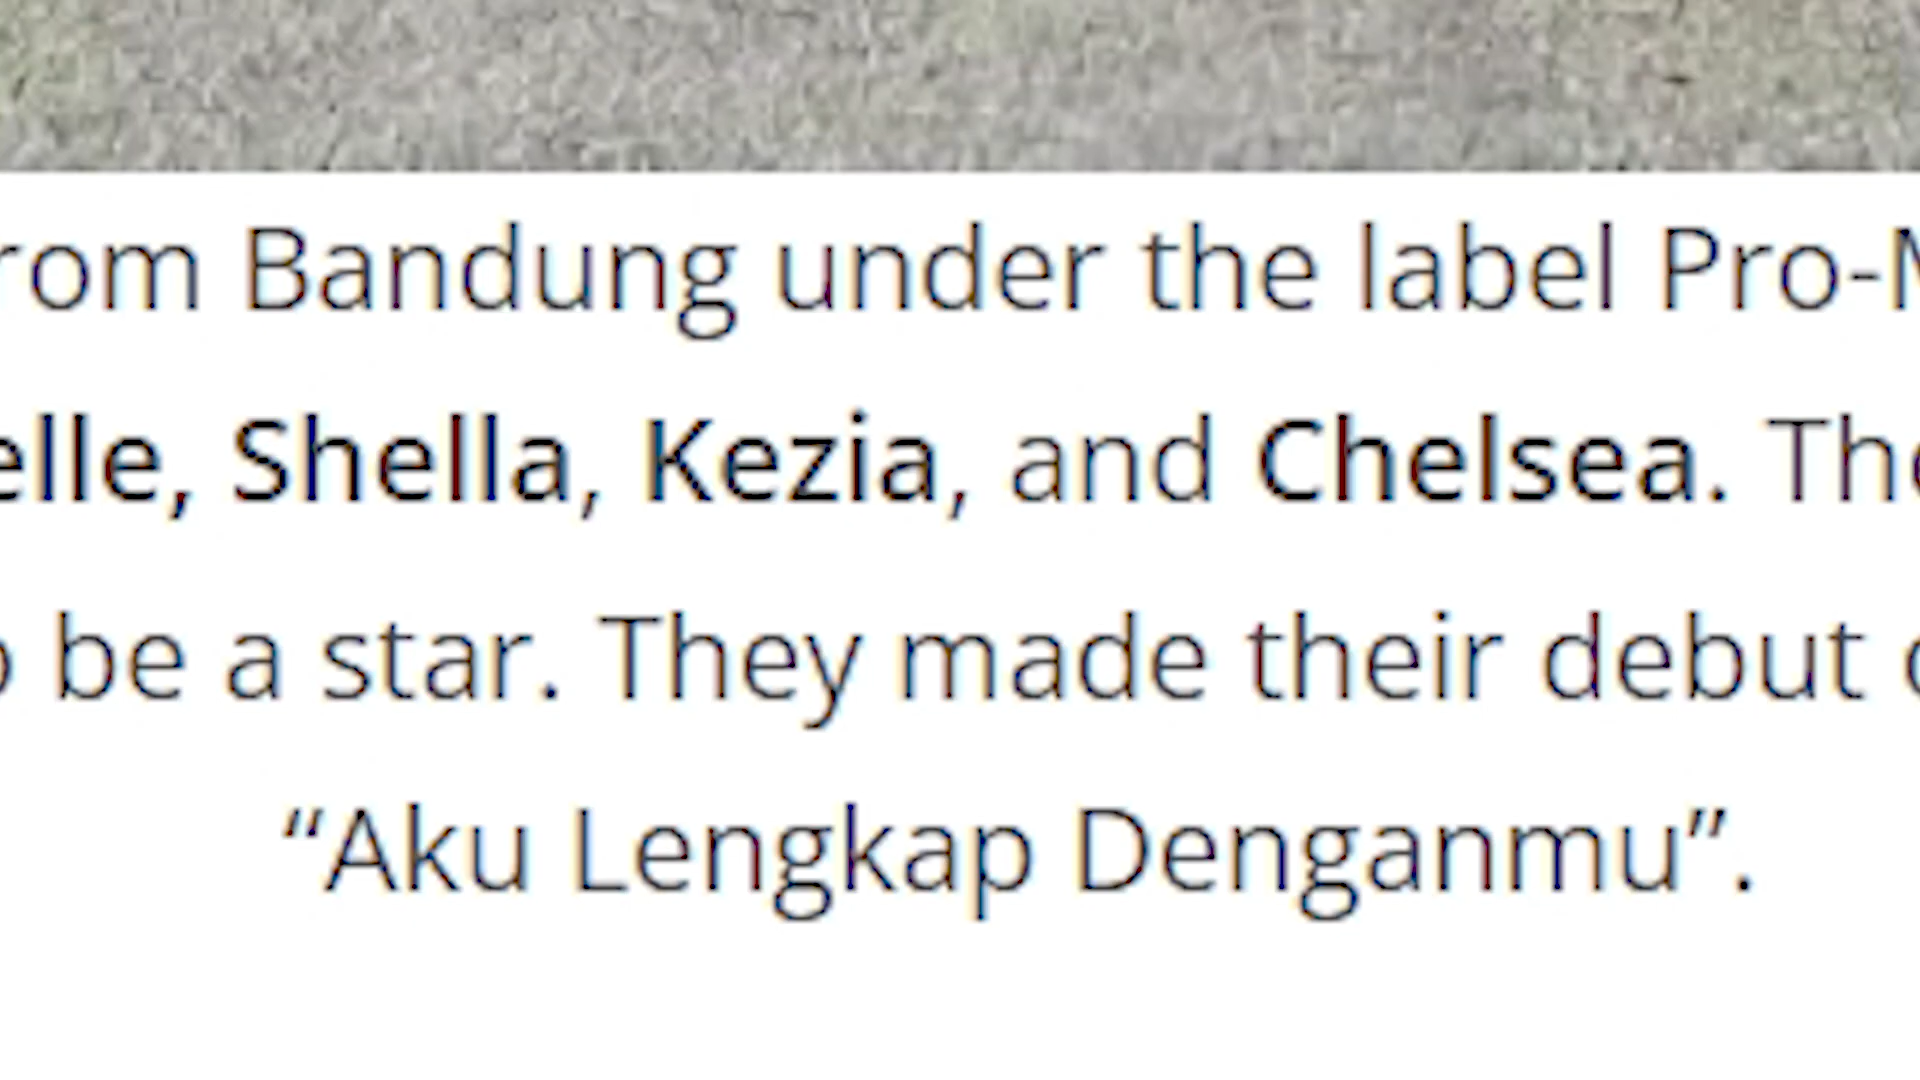 rom Bandung under the label Pro-M
elle, Shella, Kezia, and Chelsea. The
be a star. They made their debut
“Aku Lengkap Denganmu”.